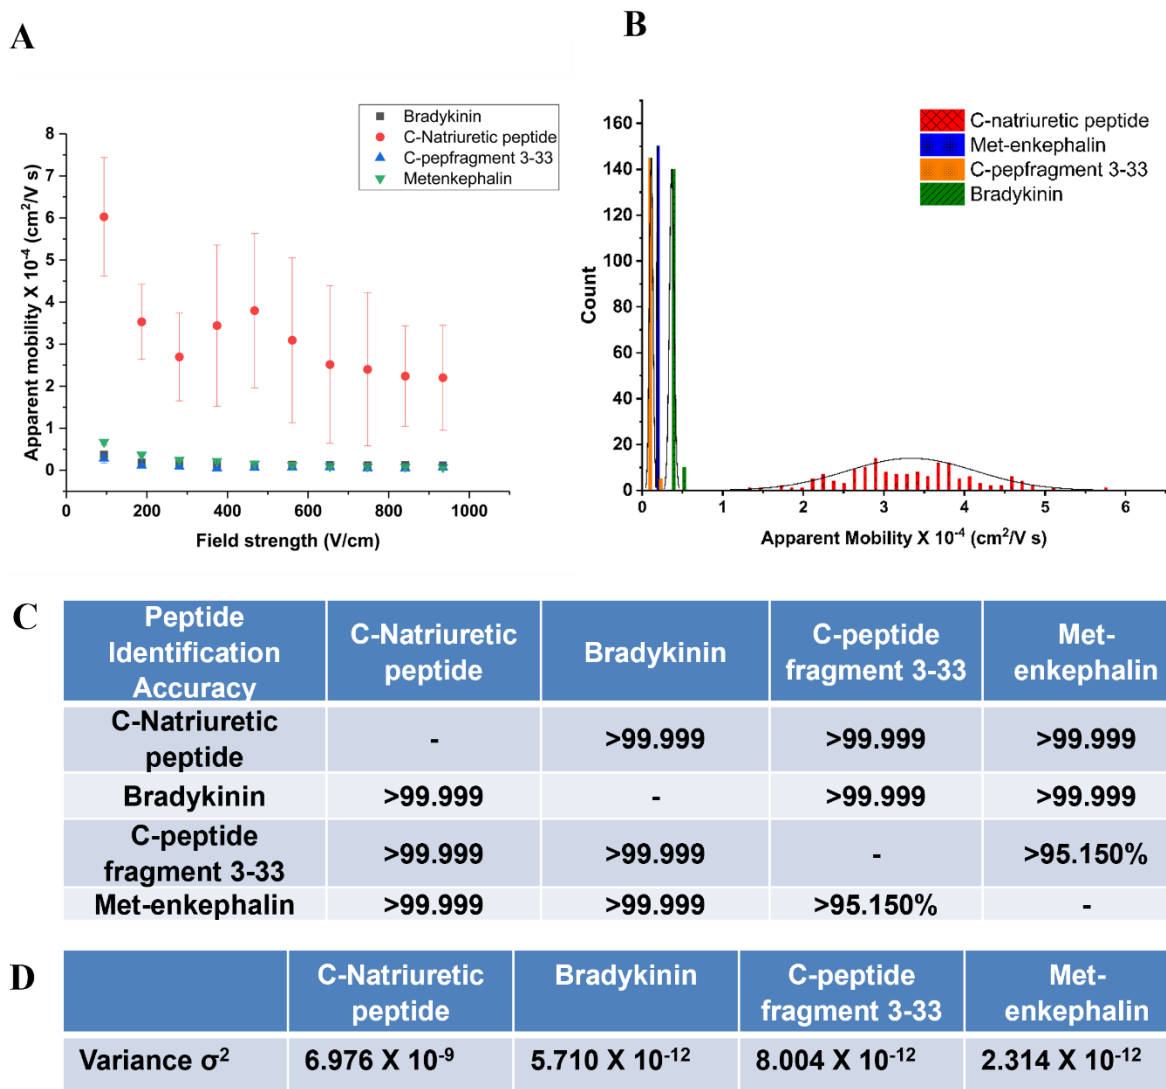 A
Bradykinin
C-Natriuretic peptide
C-pepfragment 3-33
Metenkephalin
8
7
6
5
4
3
2
1
0
Apparent mobility X 10⁻⁴ (cm²/V s)
0 200 400 600 800 1000
Field strength (V/cm)
B
C-natriuretic peptide
Met-enkephalin
C-pepfragment 3-33
Bradykinin
160
140
120
100
80
60
40
20
0
Count
0 1 2 3 4 5 6
Apparent Mobility X 10⁻⁴ (cm²/V s)
C
Peptide
Identification
Accuracy
C-Natriuretic
peptide
Bradykinin
C-peptide
fragment 3-33
Met-
enkephalin
C-Natriuretic
peptide
- >99.999 >99.999 >99.999
Bradykinin >99.999 - >99.999 >99.999
C-peptide
fragment 3-33
>99.999 >99.999 - >95.150%
Met-enkephalin >99.999 >99.999 >95.150% -
D
C-Natriuretic
peptide
Bradykinin
C-peptide
fragment 3-33
Met-
enkephalin
Variance σ² 6.976 X 10⁻⁹ 5.710 X 10⁻¹² 8.004 X 10⁻¹² 2.314 X 10⁻¹²